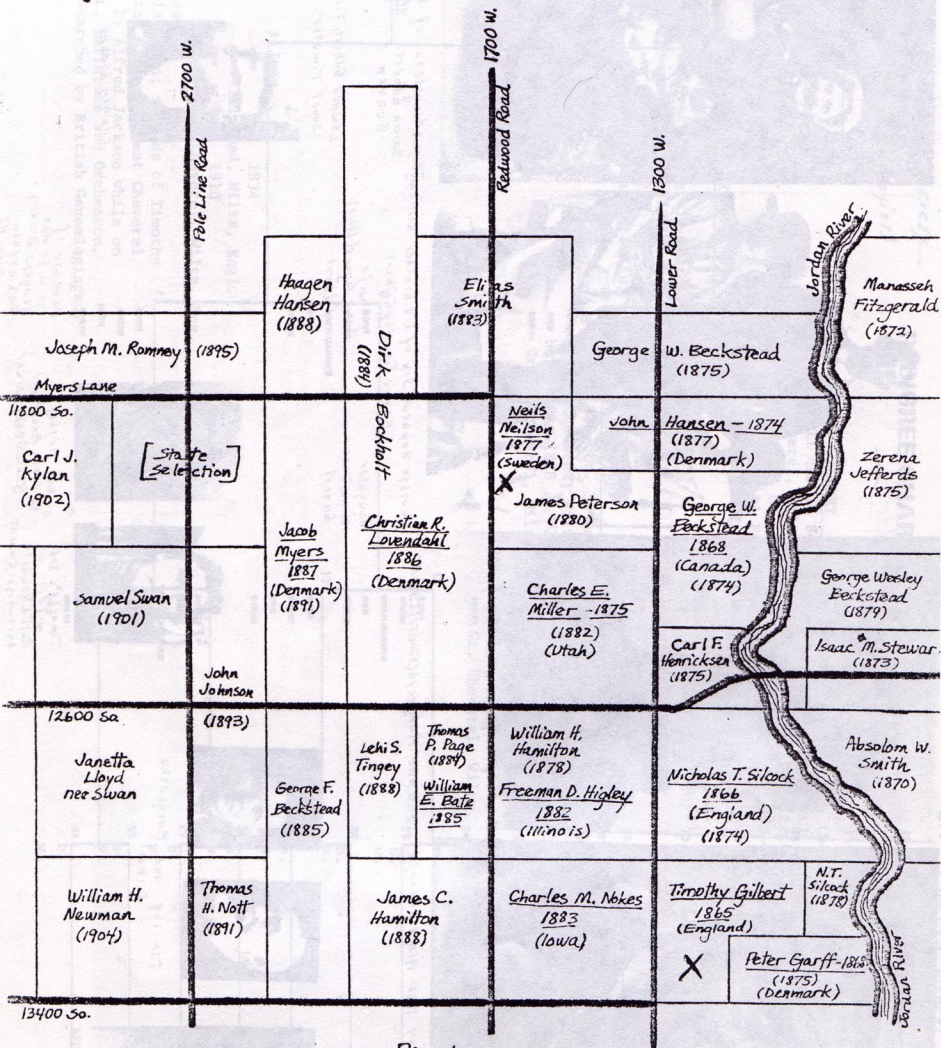 2700 W.
Pole Line Road
1700 W.
Redwood Road
1300 W.
Lower Road
Jordan River
Haagen
Hansen
(1888)
Elias
Smith
(1883)
Manasseh
Fitzgerald
(1872)
Joseph M. Romney (1895)
Dirk Bockholt
(1884)
George W. Beckstead
(1875)
Myers Lane
11800 So.
Carl J.
Kylan
(1902)
[State
Selection]
Neils
Neilson
1877
(Sweden)
X
John Hansen - 1874
(1877)
(Denmark)
Zerena
Jefferds
(1875)
James Peterson
(1880)
George W.
Beckstead
1868
(Canada)
(1874)
Jacob
Myers
1887
(Denmark)
(1891)
Christian R.
Lovendahl
1886
(Denmark)
Samuel Swan
(1901)
Charles E.
Miller - 1875
(1882)
(Utah)
George Wesley
Beckstead
(1879)
Carl F.
Henricksen
(1875)
Isaac M. Stewar
(1873)
John
Johnson
(1893)
12600 So.
Janetta
Lloyd
nee Swan
George F.
Beckstead
(1885)
Lehi S.
Tingey
(1888)
Thomas
P. Page
(1884)
William
E. Bate
1885
William H.
Hamilton
(1878)
Freeman D. Higley
1882
(Illinois)
Nicholas T. Silcock
1866
(England)
(1874)
Absolom W.
Smith
(1870)
William H.
Newman
(1904)
Thomas
H. Nott
(1891)
James C.
Hamilton
(1888)
Charles M. Nokes
1883
(Iowa)
Timothy Gilbert
1865
(England)
X
N.T.
Silcock
(1878)
Peter Garff-
(1875)
(Denmark)
Jordan River
13400 So.